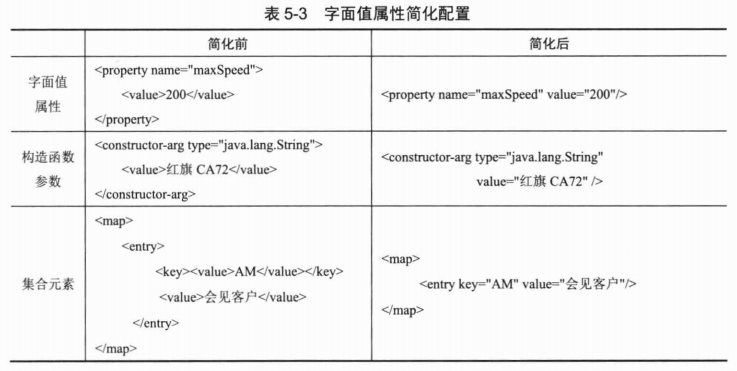 表 5-3 字面值属性简化配置
简化前
简化后
字面值
属性
<property name="maxSpeed">
<value>200</value>
</property>
<property name="maxSpeed" value="200"/>
构造函数
参数
<constructor-arg type="java.lang.String">
<value>红旗 CA72</value>
</constructor-arg>
<constructor-arg type="java.lang.String"
value="红旗 CA72" />
集合元素
<map>
<entry>
<key><value>AM</value></key>
<value>会见客户</value>
</entry>
</map>
<map>
<entry key="AM" value="会见客户"/>
</map>